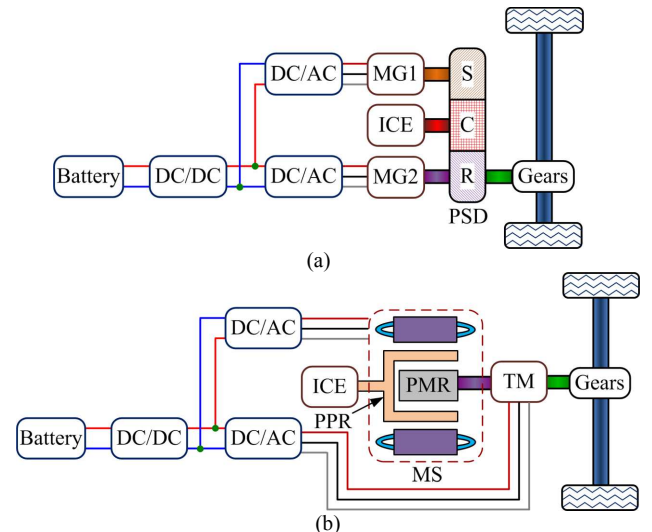 DC/AC MG1 S
ICE C
Battery DC/DC DC/AC MG2 R Gears
PSD
(a)
DC/AC
ICE PMR TM Gears
PPR
Battery DC/DC DC/AC
MS
(b)